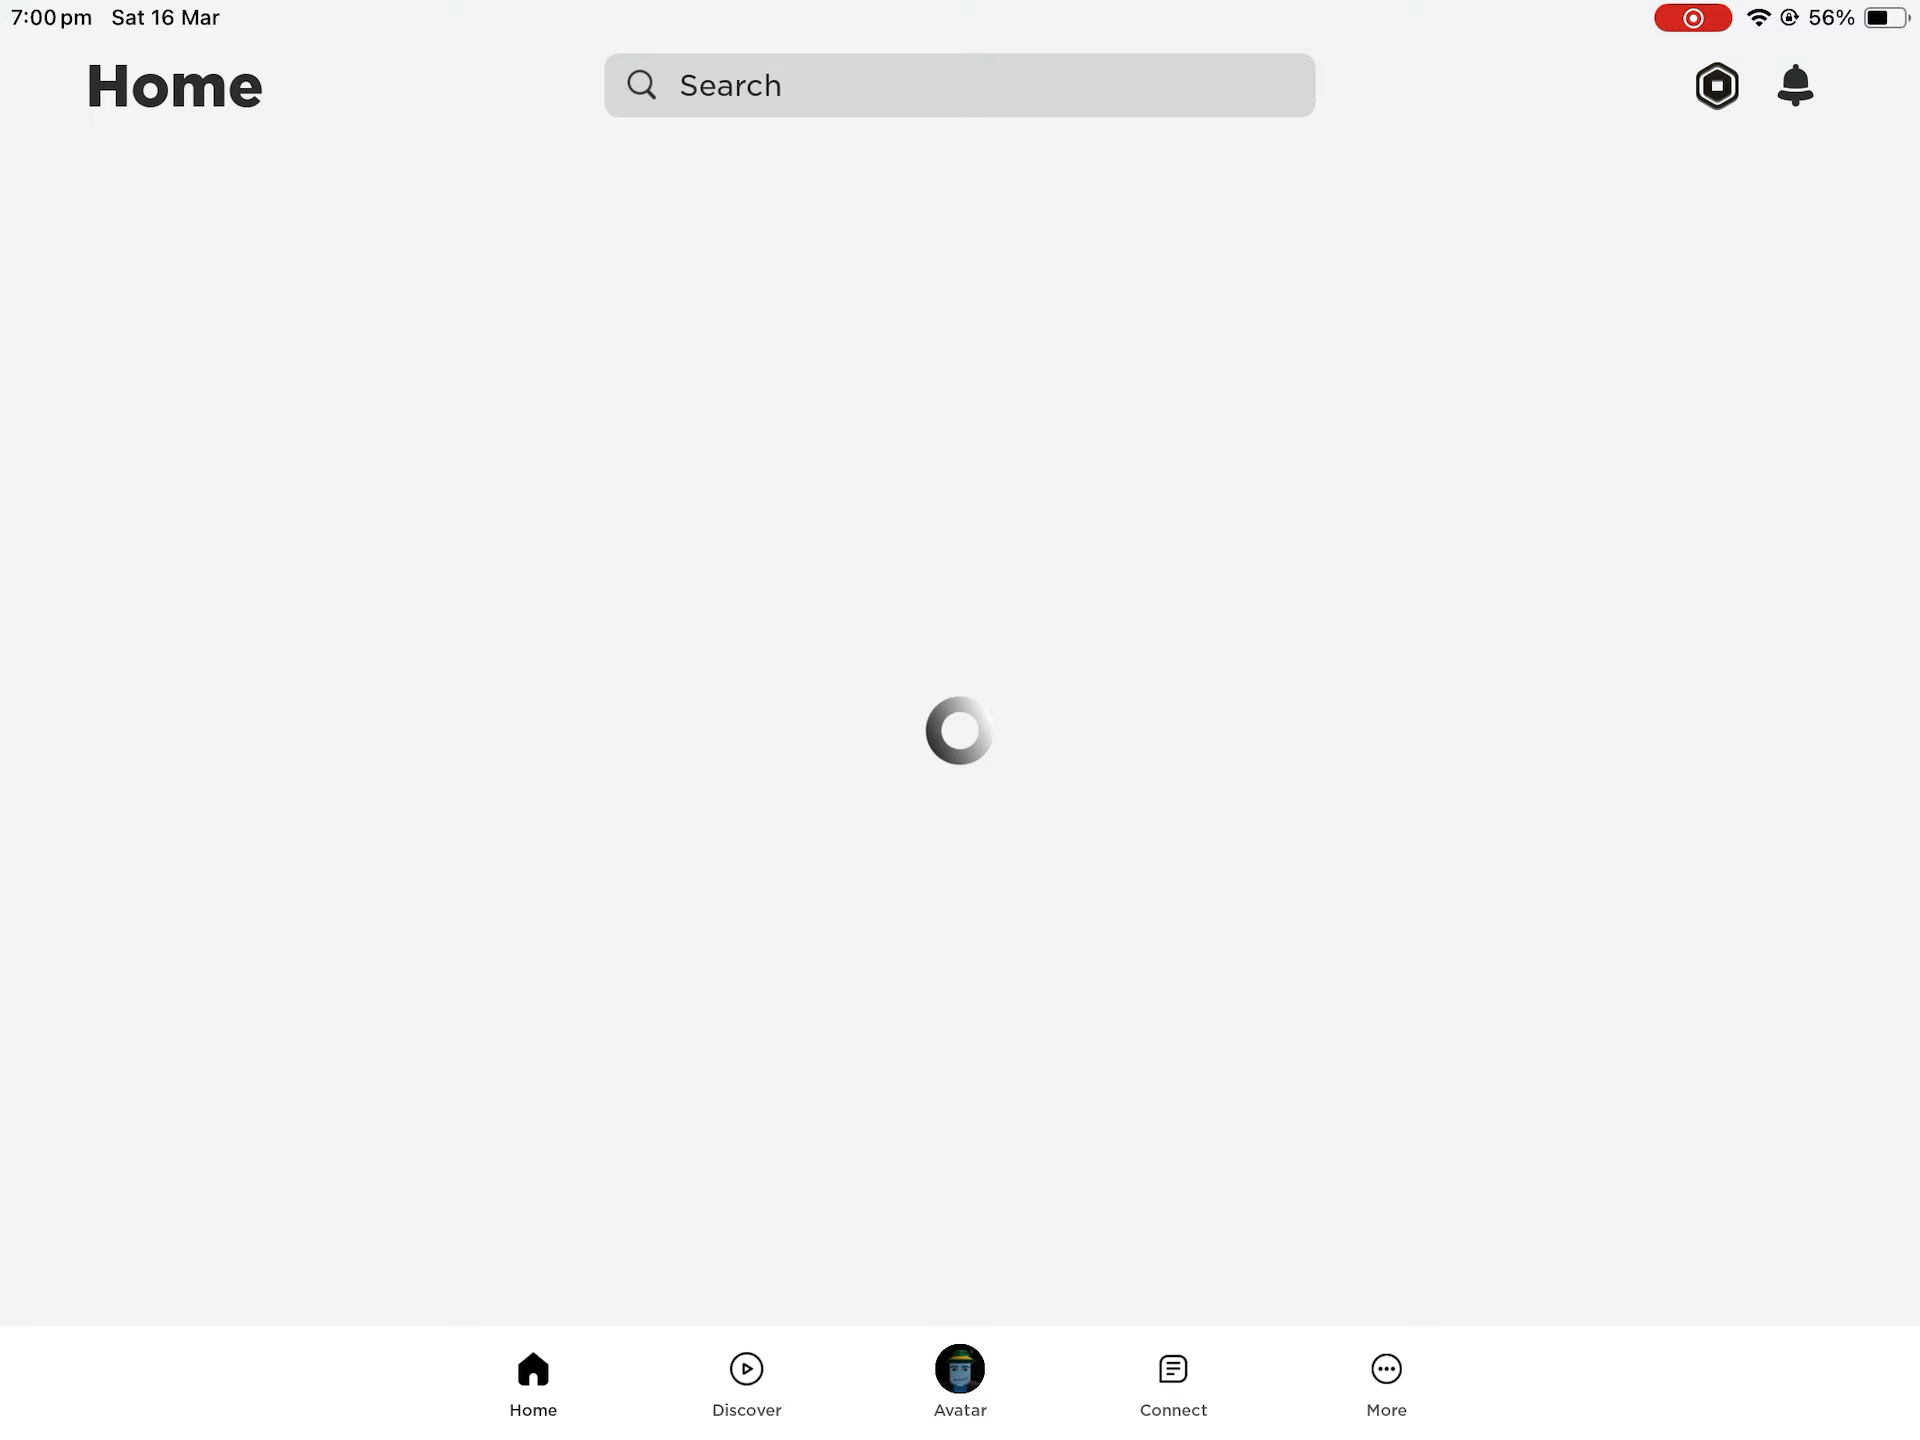 7:00 pm Sat 16 Mar 56%
Home
Search
Home
Discover
Avatar
Connect
More